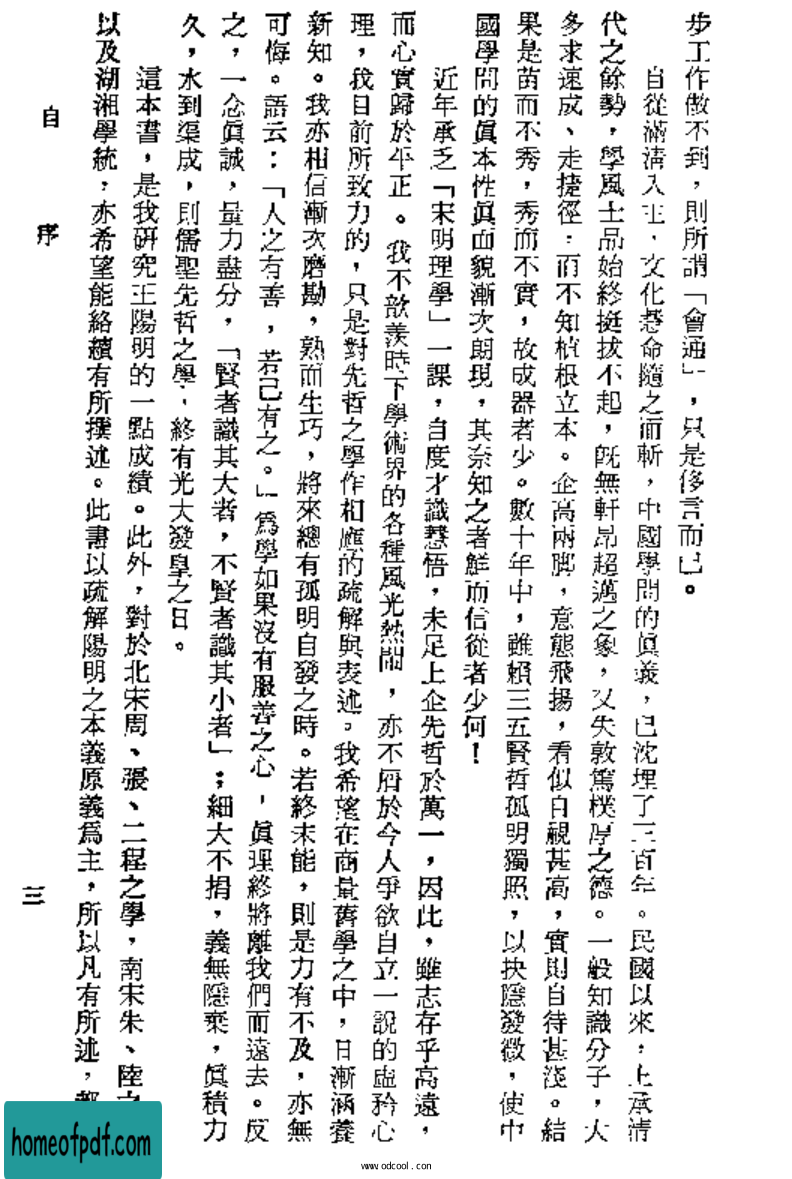 步工作做不到，則所謂「會通」，只是侈言而已。
自從滿清入主，文化慧命隨之而斬，中國學問的眞義，已沈埋了三百年。民國以來，上承清
代之餘勢，學風士品始終挺拔不起，旣無軒昂超邁之象，又失敦篤樸厚之德。一般知識分子，大
多求速成、走捷徑；而不知植根立本。企高兩脚，意態飛揚，看似自視甚高，實則自待甚淺。結
果是苗而不秀，秀而不實，故成器者少。數十年中，雖賴三五賢哲孤明獨照，以抉隱發微，使中
國學問的眞本性眞面貌漸次朗現，其奈知之者鮮而信從者少何！
近年承乏「宋明理學」一課，自度才識慧悟，未足上企先哲於萬一，因此，雖志存乎高遠，
而心實歸於平正。我不歆羨時下學術界的各種風光熱鬧，亦不屑於今人爭欲自立一說的虛矜心
理，我目前所致力的，只是對先哲之學作相應的疏解與表述。我希望在商量舊學之中，日漸涵養
新知。我亦相信漸次磨勘，熟而生巧，將來總有孤明自發之時。若終未能，則是力有不及，亦無
可悔。語云：「人之有善，若己有之。」爲學如果沒有服善之心，眞理終將離我們而遠去。反
之，一念眞誠，量力盡分，「賢者識其大者，不賢者識其小者」；細大不捐，義無隱棄，眞積力
久，水到渠成，則儒聖先哲之學，終有光大發皇之日。
這本書，是我硏究王陽明的一點成績。此外，對於北宋周、張、二程之學，南宋朱、陸之
以及湖湘學統，亦希望能絡續有所撰述。此書以疏解陽明之本義原義爲主，所以凡有所述，都
自序
三
homeofpdf.com
www.odcool.com